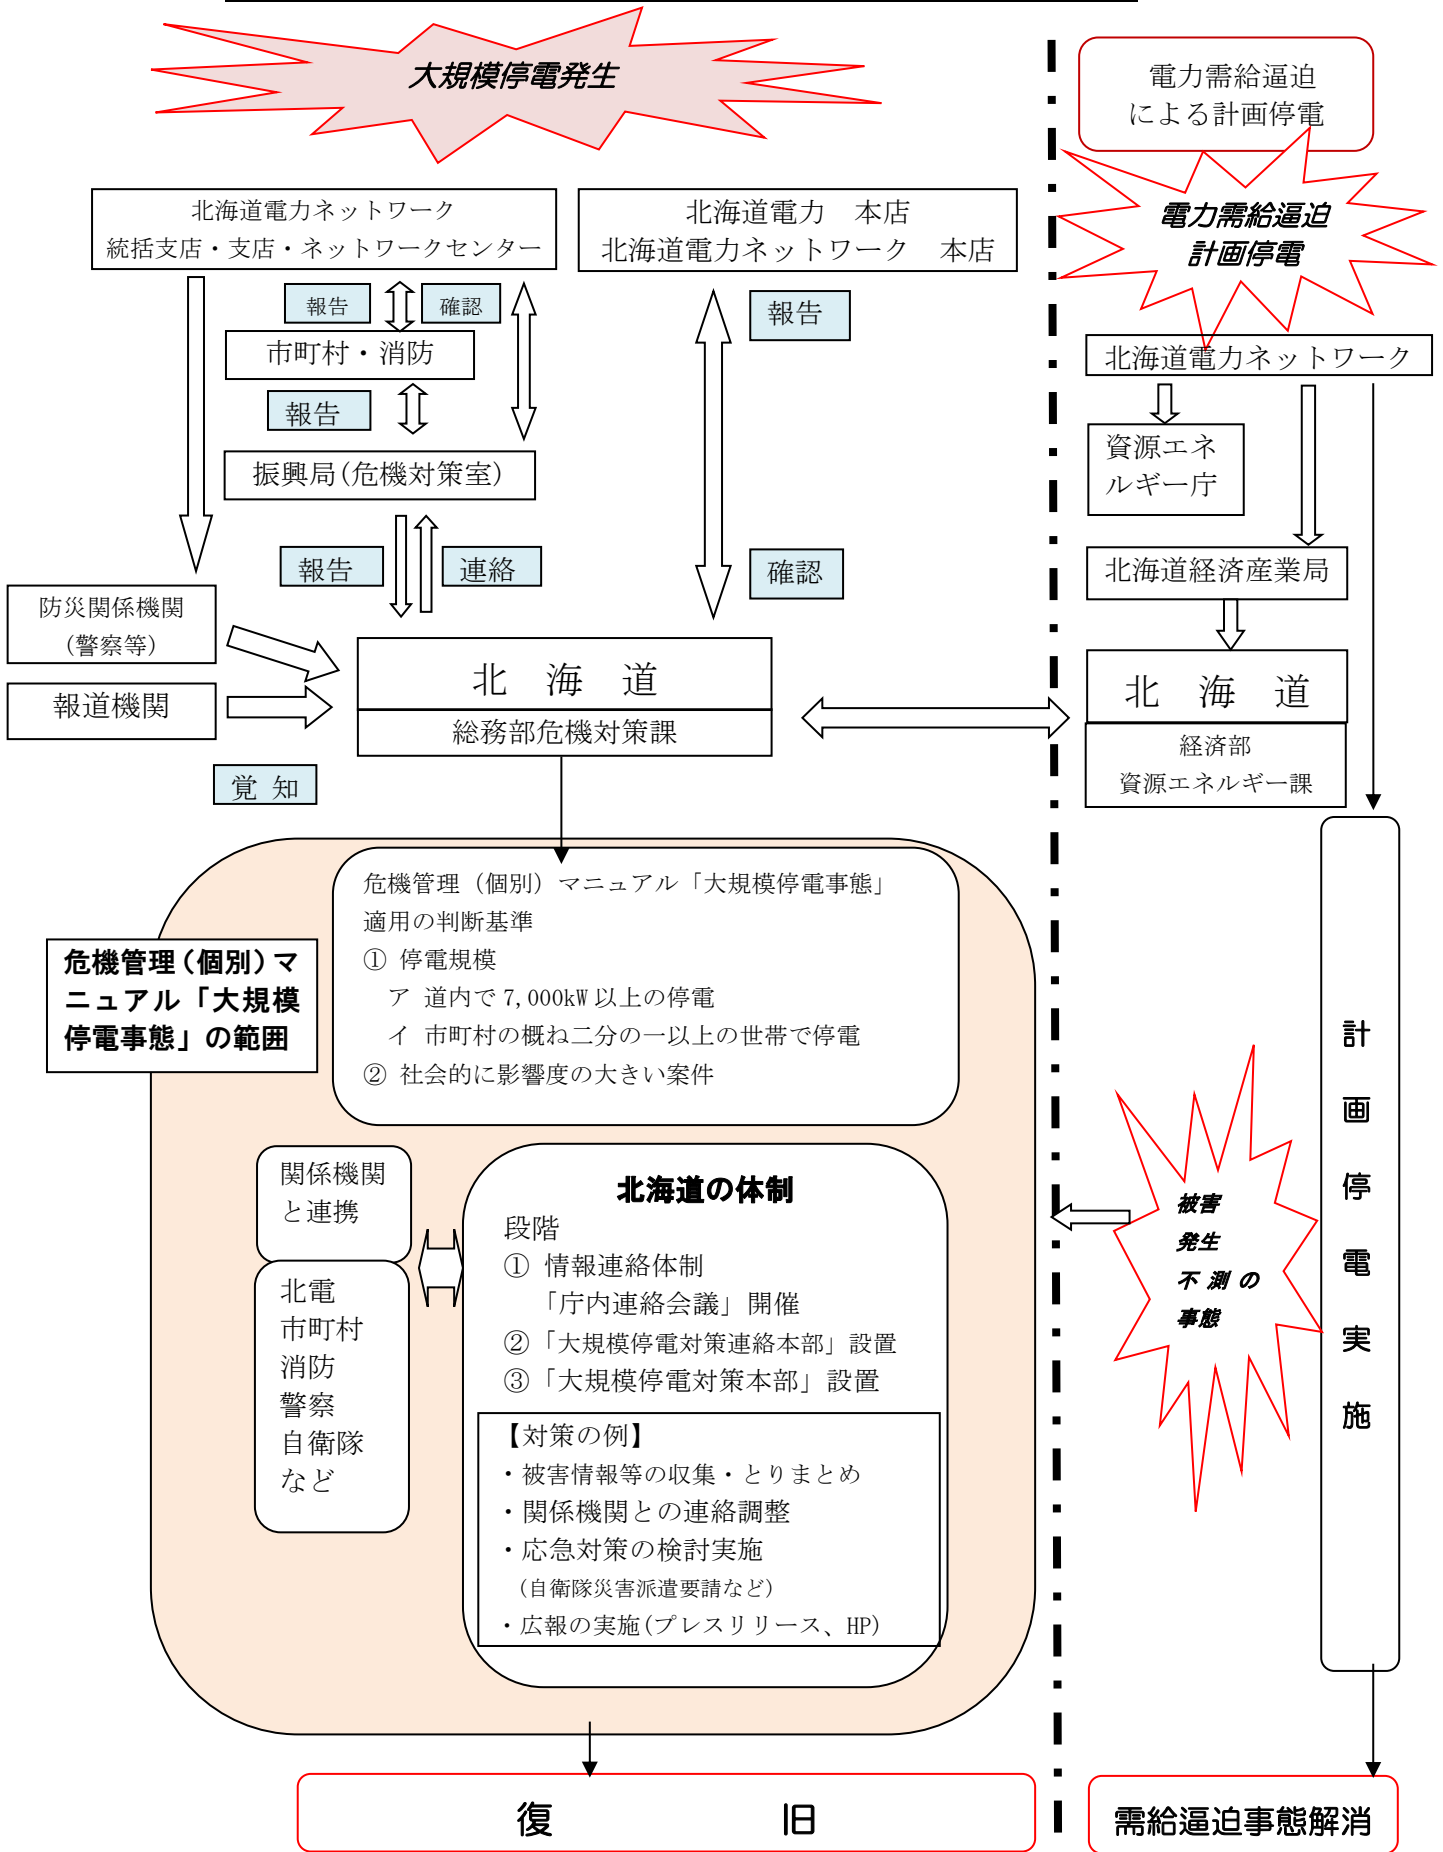 大規模停電発生
北海道電力ネットワーク
統括支店・支店・ネットワークセンター
北海道電力　本店
北海道電力ネットワーク　本店
報告
確認
市町村・消防
報告
振興局(危機対策室)
報告
連絡
報告
確認
防災関係機関
(警察等)
報道機関
覚 知
北 海 道
総務部危機対策課
危機管理（個別）マニュアル「大規模停電事態」
適用の判断基準
① 停電規模
ア 道内で 7,000kW 以上の停電
イ 市町村の概ね二分の一以上の世帯で停電
② 社会的に影響度の大きい案件
危機管理（個別）マ
ニュアル「大規模
停電事態」の範囲
関係機関
と連携
北電
市町村
消防
警察
自衛隊
など
北海道の体制
段階
① 情報連絡体制
「庁内連絡会議」開催
②「大規模停電対策連絡本部」設置
③「大規模停電対策本部」設置
【対策の例】
・被害情報等の収集・とりまとめ
・関係機関との連絡調整
・応急対策の検討実施
(自衛隊災害派遣要請など)
・広報の実施(プレスリリース、HP)
復　旧
電力需給逼迫
による計画停電
電力需給逼迫
計画停電
北海道電力ネットワーク
資源エネ
ルギー庁
北海道経済産業局
北 海 道
経済部
資源エネルギー課
計画停電実施
被害
発生
不測の
事態
需給逼迫事態解消